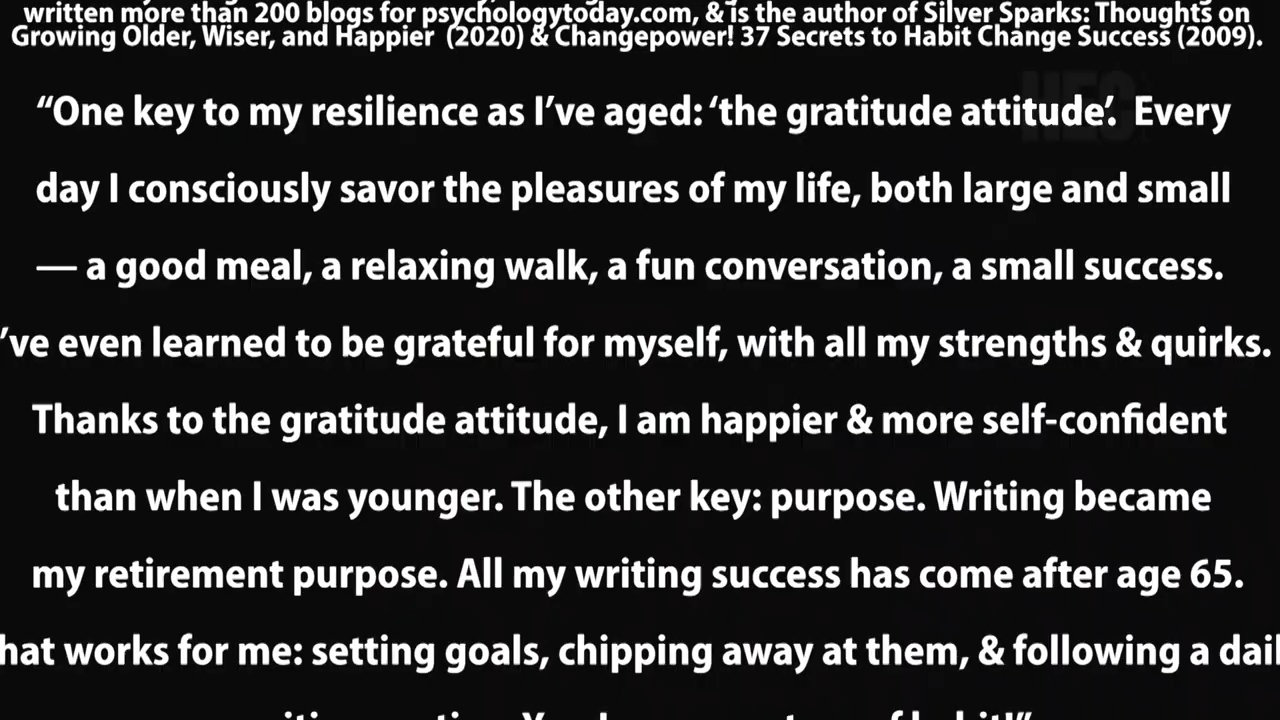 written more than 200 blogs for psychologytoday.com, & is the author of Silver Sparks: Thoughts on
Growing Older, Wiser, and Happier (2020) & Changepower! 37 Secrets to Habit Change Success (2009).
HEC
“One key to my resilience as I’ve aged: ‘the gratitude attitude’. Every
day I consciously savor the pleasures of my life, both large and small
— a good meal, a relaxing walk, a fun conversation, a small success.
’ve even learned to be grateful for myself, with all my strengths & quirks.
Thanks to the gratitude attitude, I am happier & more self-confident
than when I was younger. The other key: purpose. Writing became
my retirement purpose. All my writing success has come after age 65.
hat works for me: setting goals, chipping away at them, & following a dail
of habit!”